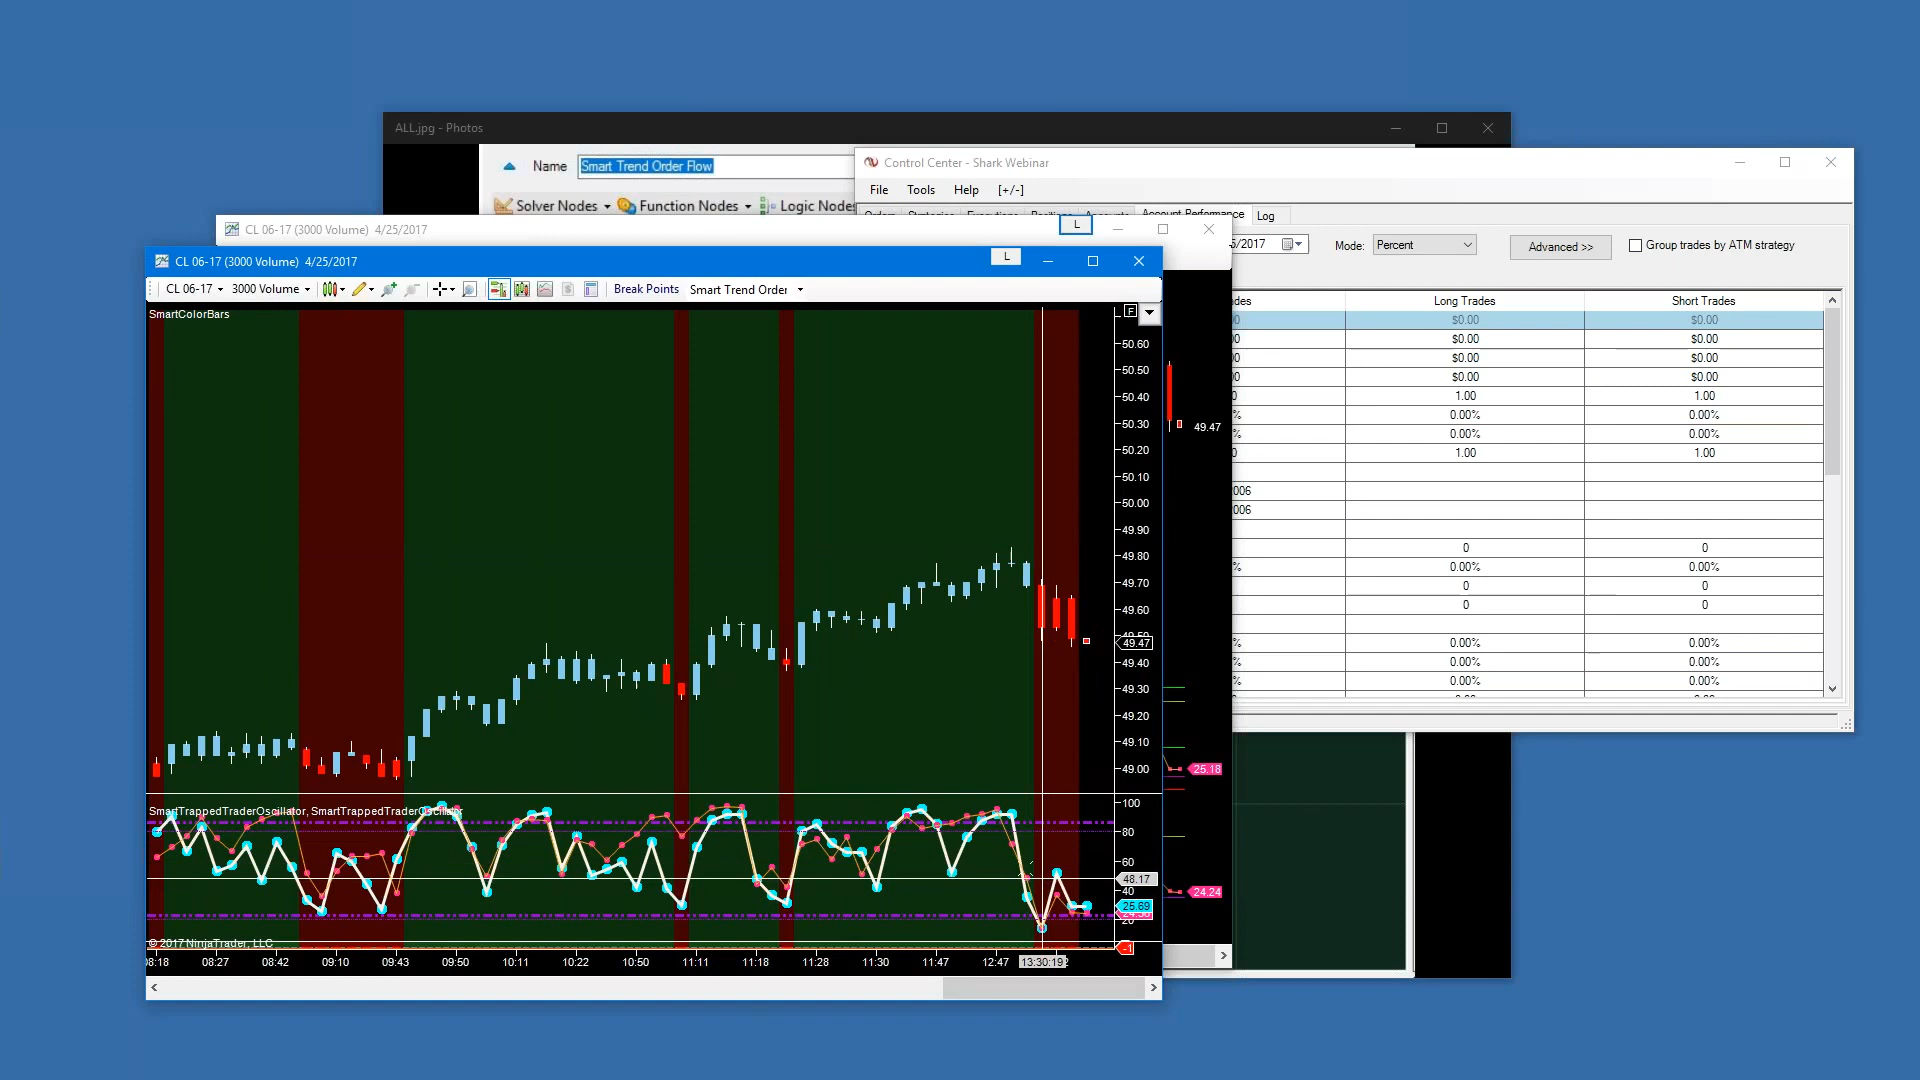 ALL.jpg - Photos
Name Smart Trend Order Flow
Solver Nodes Function Nodes Logic Nodes
Control Center - Shark Webinar
File Tools Help [+/-]
Account Performance Log
5/2017 Mode: Percent Advanced >> Group trades by ATM strategy
Long Trades Short Trades
$0.00 $0.00
$0.00 $0.00
$0.00 $0.00
$0.00 $0.00
1.00 1.00
0.00% 0.00%
0.00% 0.00%
1.00 1.00
006
006
0 0
0.00% 0.00%
0 0
0 0
0.00% 0.00%
0.00% 0.00%
0.00% 0.00%
CL 06-17 (3000 Volume) 4/25/2017
L
49.47
25.18
24.24
CL 06-17 (3000 Volume) 4/25/2017
L
CL 06-17 3000 Volume Break Points Smart Trend Order
SmartColorBars
F
50.60
50.50
50.40
50.30
50.20
50.10
50.00
49.90
49.80
49.70
49.60
49.47
49.40
49.30
49.20
49.10
49.00
SmartTrappedTraderOscillator, SmartTrappedTraderOscillator
100
80
60
48.17
40
25.69
20
-1
© 2017 NinjaTrader, LLC
08:18 08:27 08:42 09:10 09:43 09:50 10:11 10:22 10:50 11:11 11:18 11:28 11:30 11:47 12:47 13:30:19